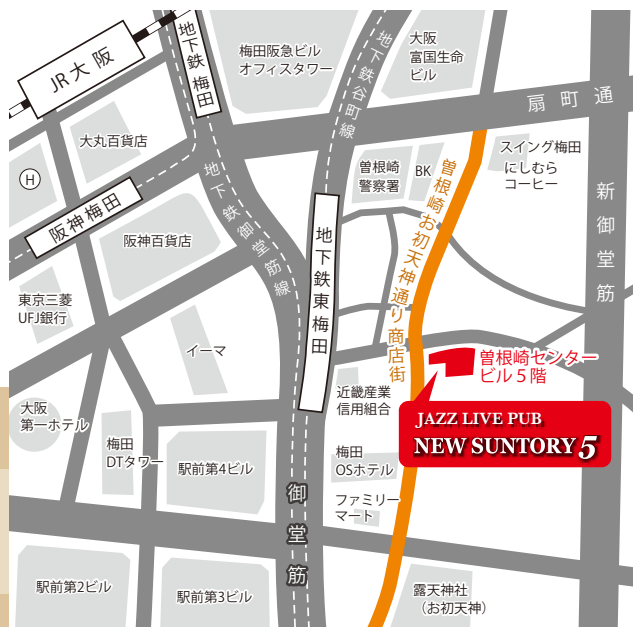 JR大阪
地下鉄 梅田
梅田阪急ビル
オフィスタワー
地下鉄谷町線
大阪
富国生命
ビル
扇町通
大丸百貨店
H
阪神梅田
地下鉄御堂筋線
曽根崎
警察署
BK
曽根崎お初天神通り商店街
スイング梅田
にしむら
コーヒー
新御堂筋
阪神百貨店
地下鉄東梅田
東京三菱
UFJ銀行
イーマ
曽根崎センター
ビル５階
近畿産業
信用組合
JAZZ LIVE PUB
NEW SUNTORY 5
大阪
第一ホテル
梅田
DTタワー
駅前第4ビル
梅田
OSホテル
御堂筋
ファミリー
マート
駅前第2ビル
駅前第3ビル
露天神社
（お初天神）